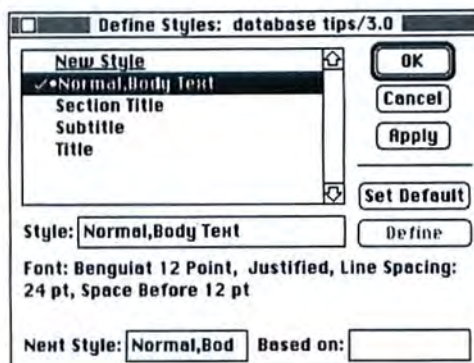 Define Styles: database tips/3.0
New Style
✓•Normal,Body Text
Section Title
Subtitle
Title
OK
Cancel
Apply
Set Default
Define
Style: Normal,Body Text
Font: Benguiat 12 Point, Justified, Line Spacing:
24 pt, Space Before 12 pt
Next Style: Normal,Bod Based on: